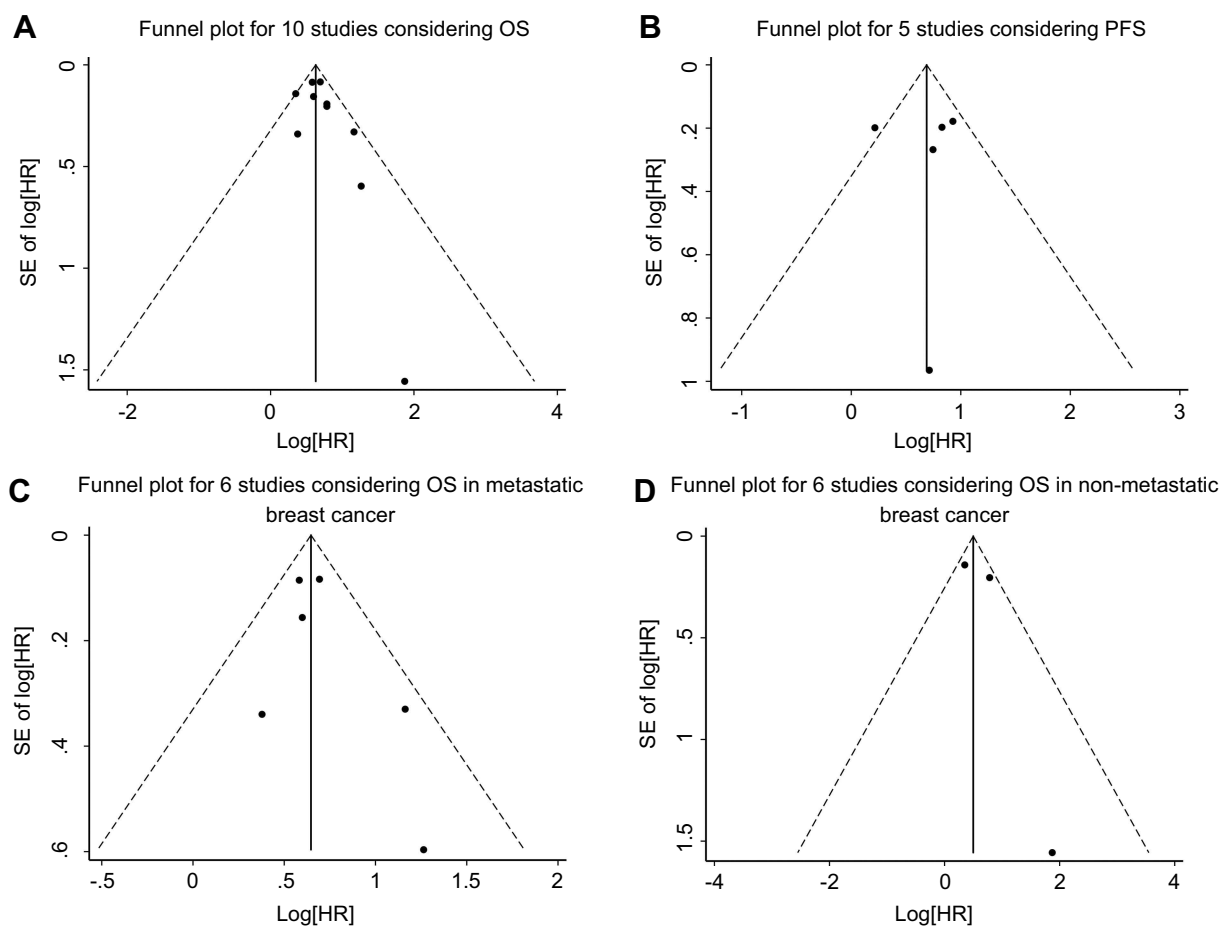 A
Funnel plot for 10 studies considering OS
0
.5
1
1.5
SE of log[HR]
-2
0
2
4
Log[HR]
B
Funnel plot for 5 studies considering PFS
0
.2
.4
.6
.8
1
SE of log[HR]
-1
0
1
2
3
Log[HR]
C
Funnel plot for 6 studies considering OS in metastatic
breast cancer
0
.2
.4
.6
SE of log[HR]
-.5
0
.5
1
1.5
2
Log[HR]
D
Funnel plot for 6 studies considering OS in non-metastatic
breast cancer
0
.5
1
1.5
SE of log[HR]
-4
-2
0
2
4
Log[HR]